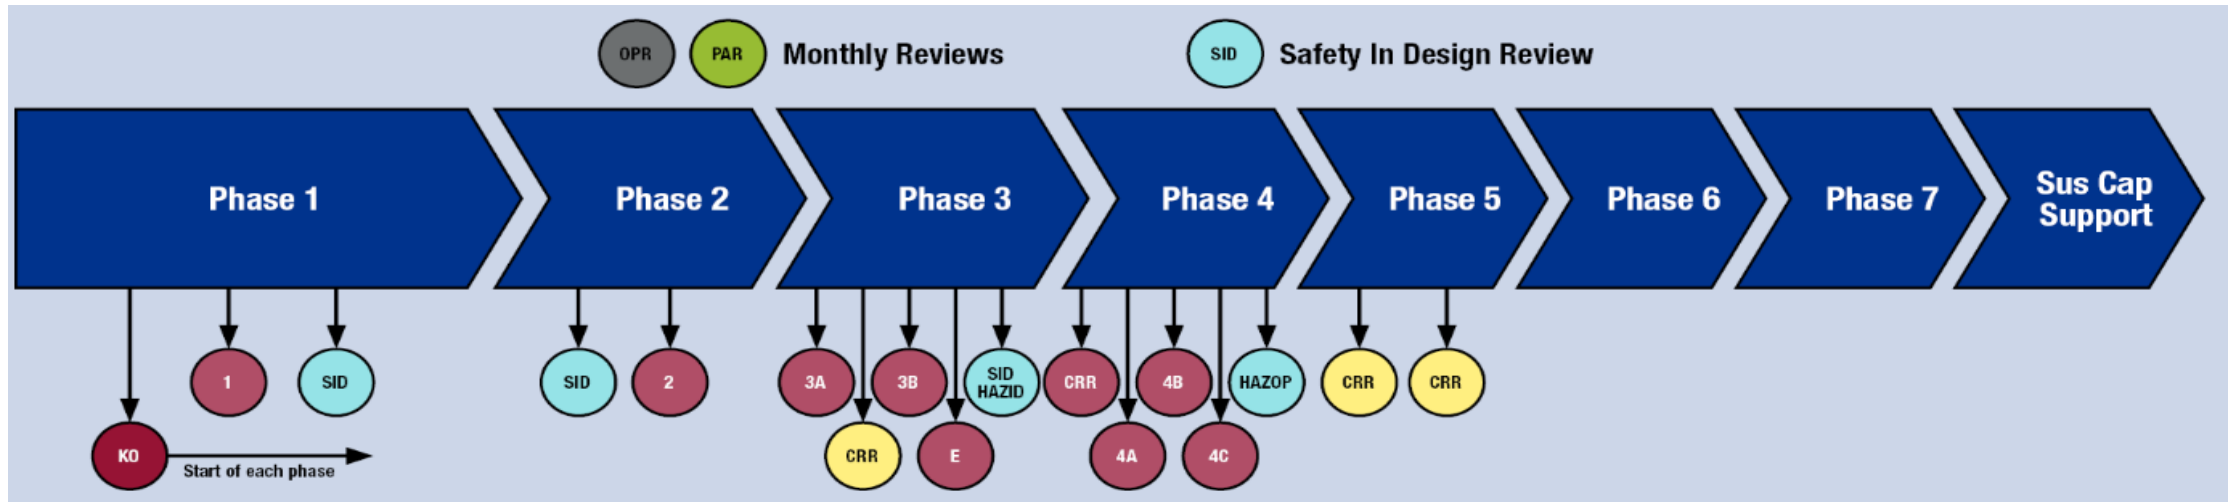 OPR
PAR
Monthly Reviews
SID
Safety In Design Review
Phase 1
Phase 2
Phase 3
Phase 4
Phase 5
Phase 6
Phase 7
Sus Cap
Support
1
SID
SID
2
3A
3B
SID
HAZID
CRR
4B
HAZOP
CRR
CRR
KO
Start of each phase
CRR
E
4A
4C